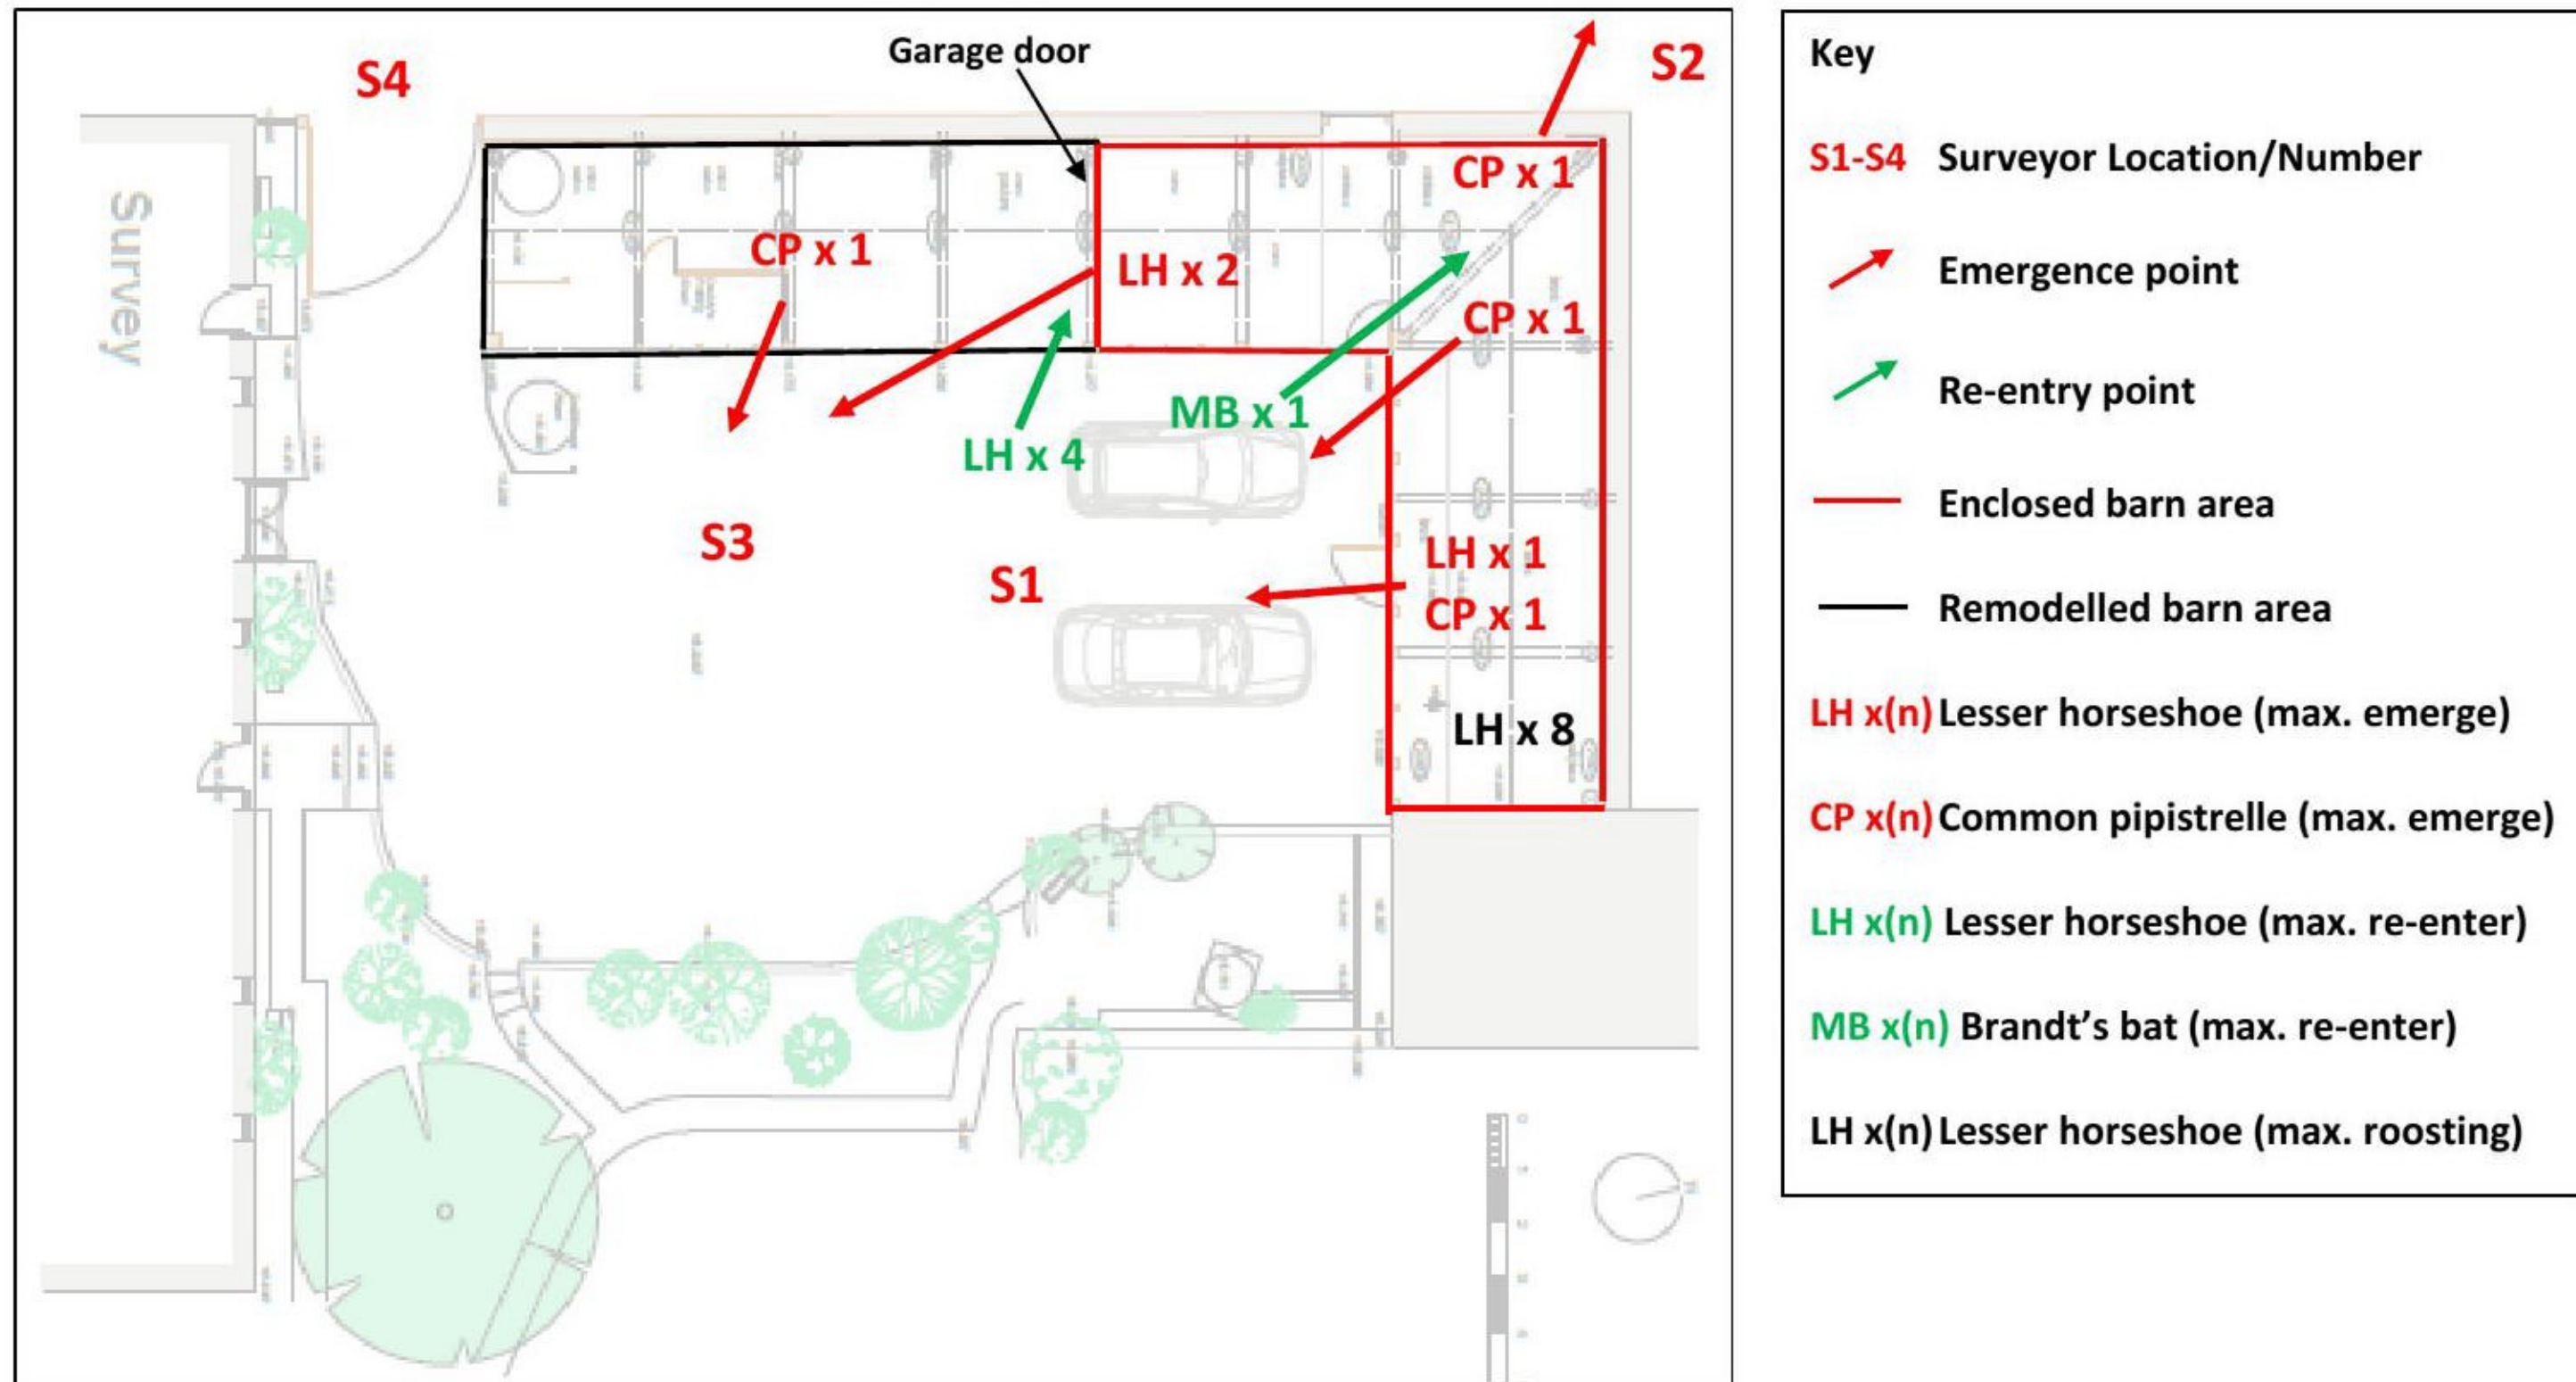 Garage door
S4
S2
CP x 1
CP x 1
LH x 2
CP x 1
MB x 1
LH x 4
S3
S1
LH x 1
CP x 1
LH x 8
Survey
Key
S1-S4 Surveyor Location/Number
Emergence point
Re-entry point
Enclosed barn area
Remodelled barn area
LH x(n) Lesser horseshoe (max. emerge)
CP x(n) Common pipistrelle (max. emerge)
LH x(n) Lesser horseshoe (max. re-enter)
MB x(n) Brandt’s bat (max. re-enter)
LH x(n) Lesser horseshoe (max. roosting)